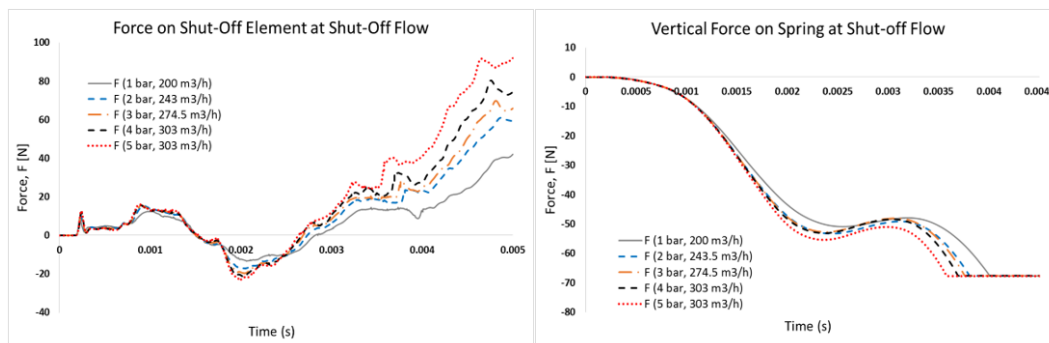 Force on Shut-Off Element at Shut-Off Flow
100
80
60
40
20
0
-20
-40
Force, F [N]
F (1 bar, 200 m3/h)
F (2 bar, 243 m3/h)
F (3 bar, 274.5 m3/h)
F (4 bar, 303 m3/h)
F (5 bar, 303 m3/h)
0 0.001 0.002 0.003 0.004 0.005
Time (s)
Vertical Force on Spring at Shut-off Flow
10
0
-10
-20
-30
-40
-50
-60
-70
-80
Force, F [N]
0 0.0005 0.001 0.0015 0.002 0.0025 0.003 0.0035 0.004 0.004
F (1 bar, 200 m3/h)
F (2 bar, 243.5 m3/h)
F (3 bar, 274.5 m3/h)
F (4 bar, 303 m3/h)
F (5 bar, 303 m3/h)
Time (s)